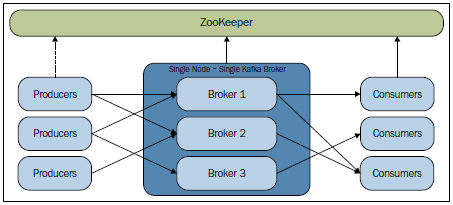 ZooKeeper
Single Node – Single Kafka Broker
Producers
Broker 1
Consumers
Producers
Broker 2
Consumers
Producers
Broker 3
Consumers